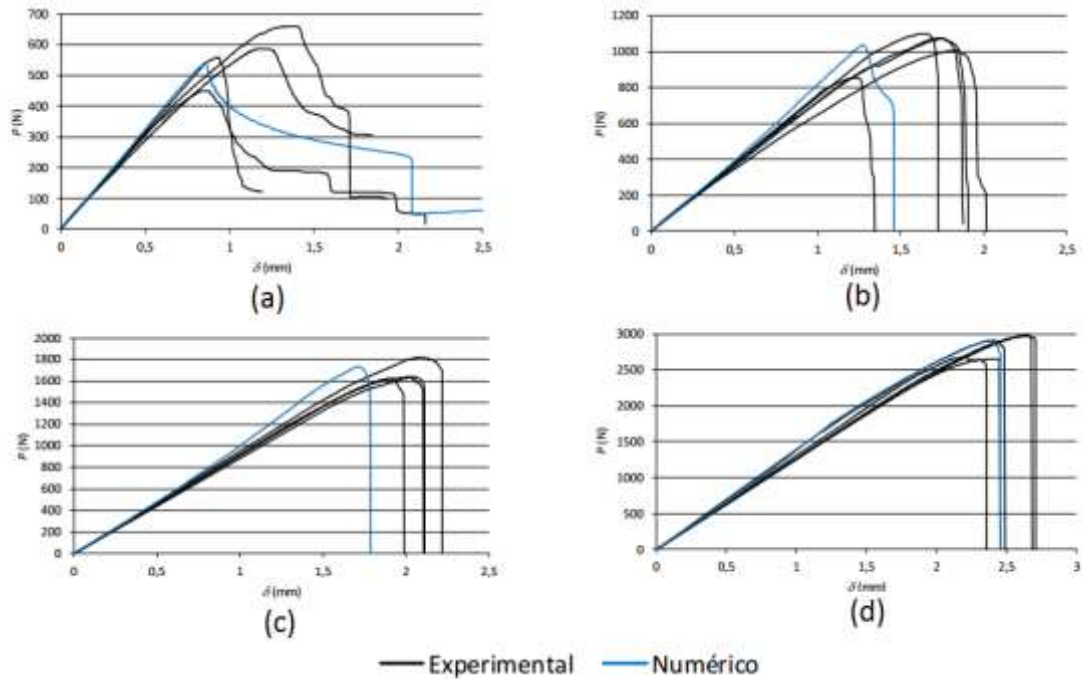 700
600
500
400
300
200
100
0
P (N)
0 0,5 1 1,5 2 2,5
δ (mm)
(a)
1200
1000
800
600
400
200
0
P (N)
0 0,5 1 1,5 2 2,5
δ (mm)
(b)
2000
1800
1600
1400
1200
1000
800
600
400
200
0
P (N)
0 0,5 1 1,5 2 2,5
δ (mm)
(c)
3000
2500
2000
1500
1000
500
0
P (N)
0 0,5 1 1,5 2 2,5 3
δ (mm)
(d)
Experimental Numérico